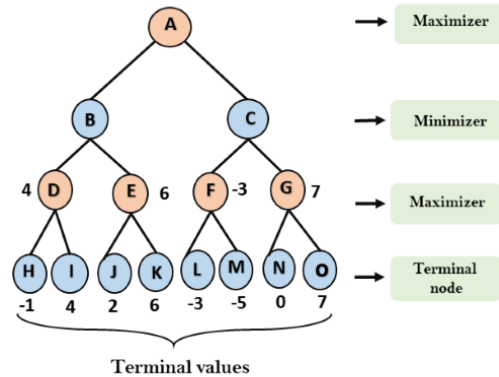 A
Maximizer
B
C
Minimizer
4 D E 6 F -3 G 7
Maximizer
H I J K L M N O
Terminal
node
-1 4 2 6 -3 -5 0 7
Terminal values